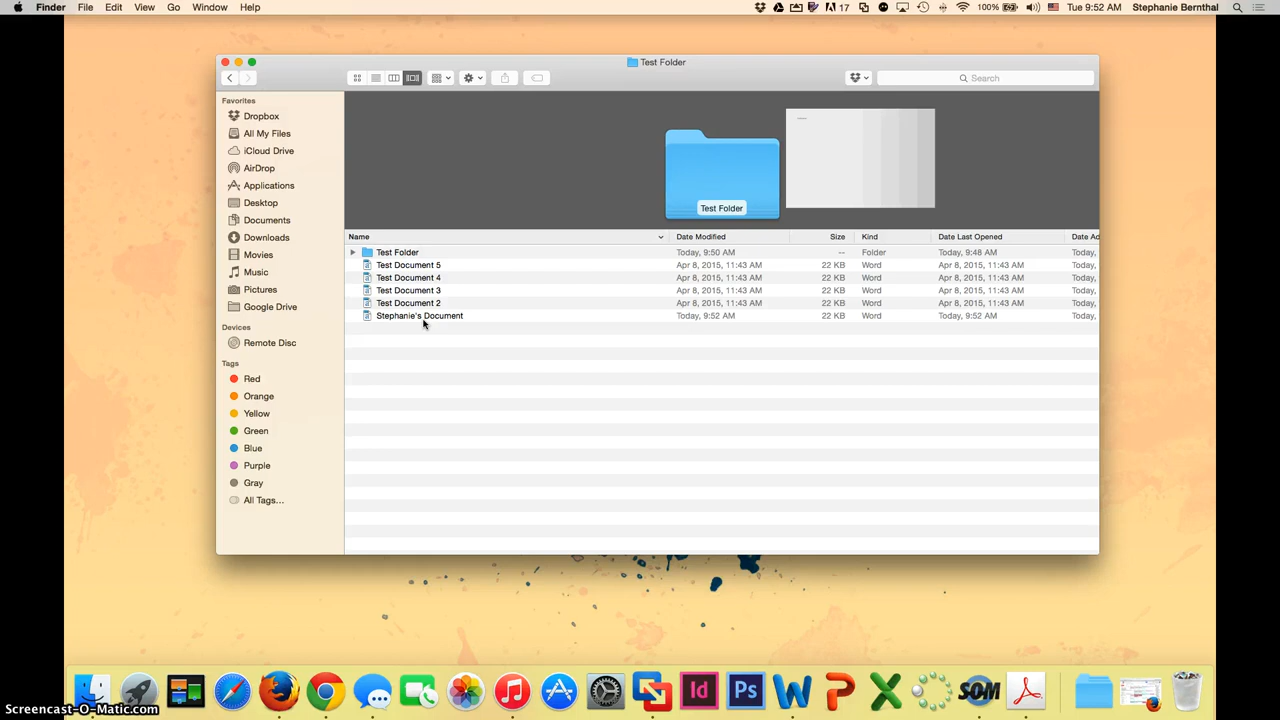 Finder File Edit View Go Window Help 17 100% Tue 9:52 AM Stephanie Bernthal
Test Folder
Search
Favorites
Dropbox
All My Files
iCloud Drive
AirDrop
Applications
Desktop
Documents
Downloads
Movies
Music
Pictures
Google Drive
Devices
Remote Disc
Tags
Red
Orange
Yellow
Green
Blue
Purple
Gray
All Tags...
Test Folder
Name Date Modified Size Kind Date Last Opened Date Ad
Test Folder Today, 9:50 AM -- Folder Today, 9:48 AM Today,
Test Document 5 Apr 8, 2015, 11:43 AM 22 KB Word Apr 8, 2015, 11:43 AM Today,
Test Document 4 Apr 8, 2015, 11:43 AM 22 KB Word Apr 8, 2015, 11:43 AM Today,
Test Document 3 Apr 8, 2015, 11:43 AM 22 KB Word Apr 8, 2015, 11:43 AM Today,
Test Document 2 Apr 8, 2015, 11:43 AM 22 KB Word Apr 8, 2015, 11:43 AM Today,
Stephanie's Document Today, 9:52 AM 22 KB Word Today, 9:52 AM Today,
Id Ps W P X SOM
Screencast-O-Matic.com